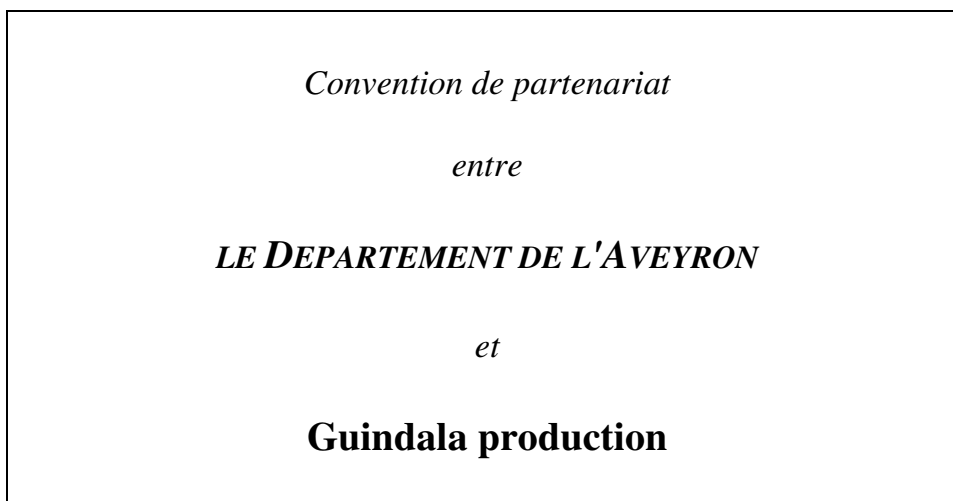 Convention de partenariat
entre
LE DEPARTEMENT DE L'AVEYRON
et
Guindala production